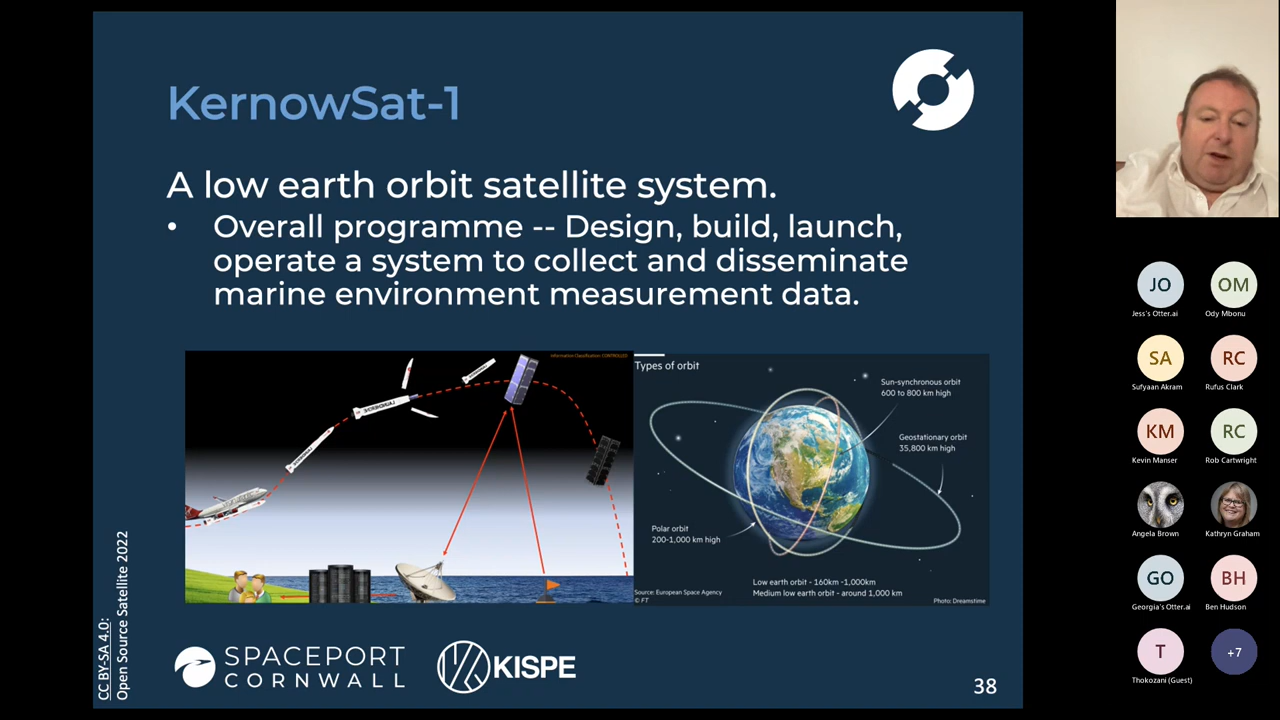 KernowSat-1
A low earth orbit satellite system.
• Overall programme -- Design, build, launch,
operate a system to collect and disseminate
marine environment measurement data.
Information Classification: CONTROLLED
Types of orbit
Sun-synchronous orbit
600 to 800 km high
Geostationary orbit
35,800 km high
Polar orbit
200-1,000 km high
Low earth orbit - 160km -1,000km
Medium low earth orbit - around 1,000 km
Source: European Space Agency
© FT
Photo: Dreamstime
CC BY-SA 4.0:
Open Source Satellite 2022
SPACEPORT
CORNWALL
KISPE
38
JO
Jess's Otter.ai
OM
Ody Mbonu
SA
Sufyaan Akram
RC
Rufus Clark
KM
Kevin Manser
RC
Rob Cartwright
Angela Brown
Kathryn Graham
GO
Georgia's Otter.ai
BH
Ben Hudson
T
Thokozani (Guest)
+7